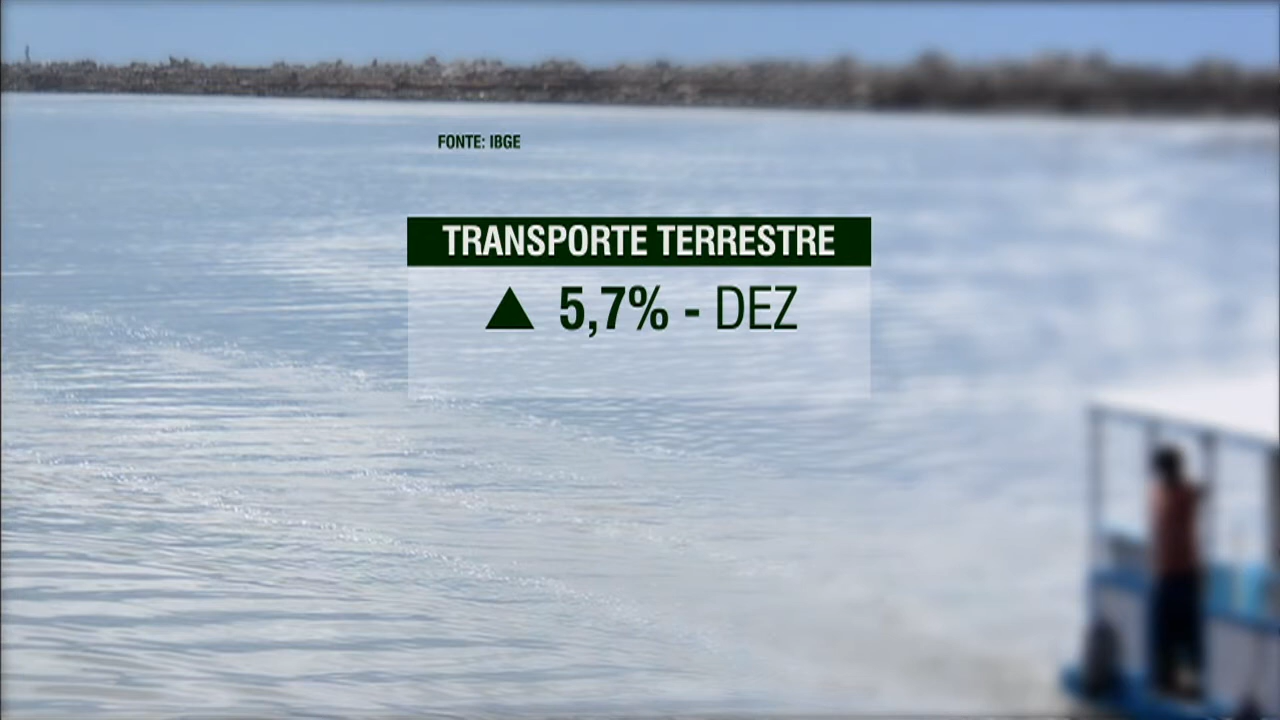 FONTE: IBGE
TRANSPORTE TERRESTRE
▲ 5,7% - DEZ